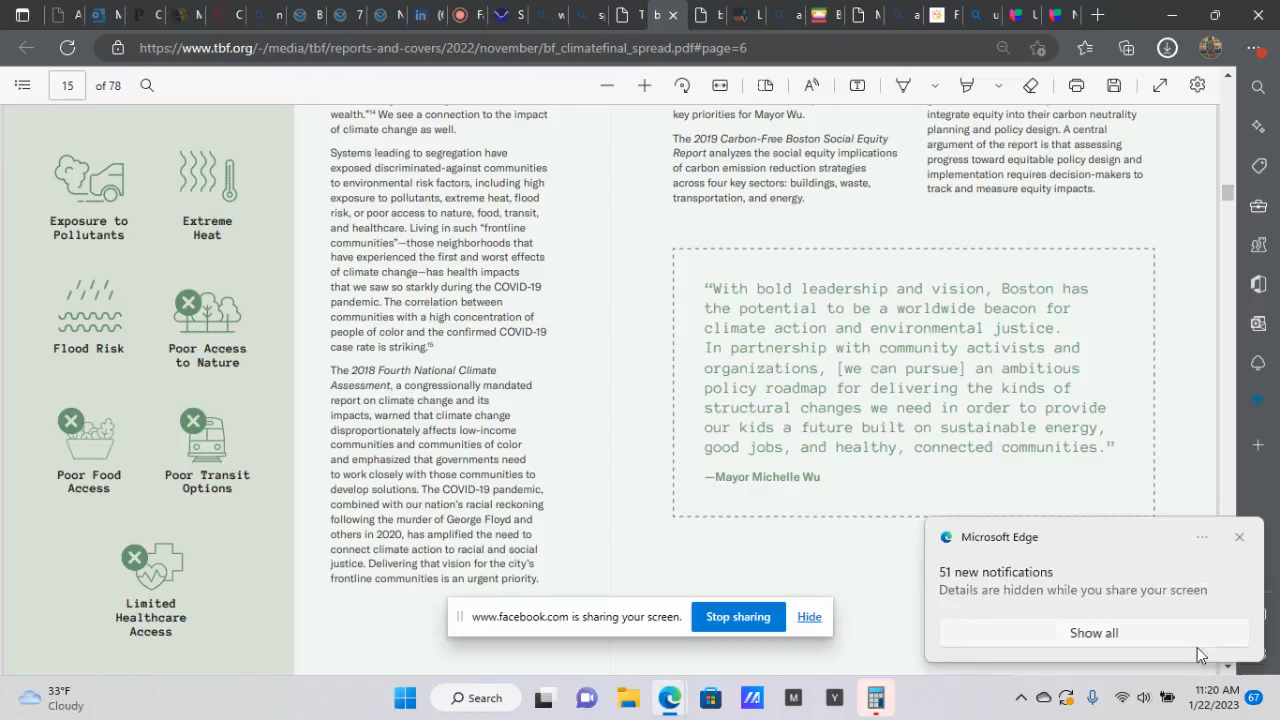 https://www.tbf.org/-/media/tbf/reports-and-covers/2022/november/bf_climatefinal_spread.pdf#page=6
15
of 78
Exposure to
Pollutants
Extreme
Heat
Flood Risk
Poor Access
to Nature
Poor Food
Access
Poor Transit
Options
Limited
Healthcare
Access
wealth."14 We see a connection to the impact
of climate change as well.
Systems leading to segregation have
exposed discriminated-against communities
to environmental risk factors, including high
exposure to pollutants, extreme heat, flood
risk, or poor access to nature, food, transit,
and healthcare. Living in such "frontline
communities"—those neighborhoods that
have experienced the first and worst effects
of climate change—has health impacts
that we saw so starkly during the COVID-19
pandemic. The correlation between
communities with a high concentration of
people of color and the confirmed COVID-19
case rate is striking.15
The 2018 Fourth National Climate
Assessment, a congressionally mandated
report on climate change and its
impacts, warned that climate change
disproportionately affects low-income
communities and communities of color
and emphasized that governments need
to work closely with those communities to
develop solutions. The COVID-19 pandemic,
combined with our nation's racial reckoning
following the murder of George Floyd and
others in 2020, has amplified the need to
connect climate action to racial and social
justice. Delivering that vision for the city's
frontline communities is an urgent priority.
key priorities for Mayor Wu.
The 2019 Carbon-Free Boston Social Equity
Report analyzes the social equity implications
of carbon emission reduction strategies
across four key sectors: buildings, waste,
transportation, and energy.
integrate equity into their carbon neutrality
planning and policy design. A central
argument of the report is that assessing
progress toward equitable policy design and
implementation requires decision-makers to
track and measure equity impacts.
"With bold leadership and vision, Boston has
the potential to be a worldwide beacon for
climate action and environmental justice.
In partnership with community activists and
organizations, [we can pursue] an ambitious
policy roadmap for delivering the kinds of
structural changes we need in order to provide
our kids a future built on sustainable energy,
good jobs, and healthy, connected communities."
—Mayor Michelle Wu
Microsoft Edge
51 new notifications
Details are hidden while you share your screen
Show all
www.facebook.com is sharing your screen.
Stop sharing
Hide
33°F
Cloudy
Search
M
Y
11:20 AM
1/22/2023
67